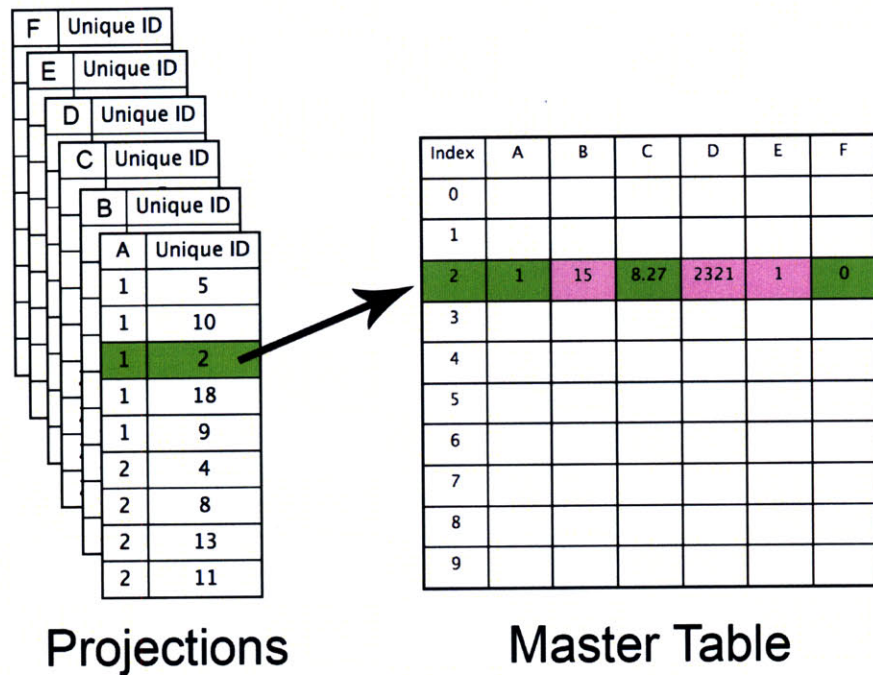 F Unique ID
E Unique ID
D Unique ID
C Unique ID
B Unique ID
A Unique ID
1 5
1 10
1 2
1 18
1 9
2 4
2 8
2 13
2 11
Projections
Index A B C D E F
0
1
2 1 15 8.27 2321 1 0
3
4
5
6
7
8
9
Master Table